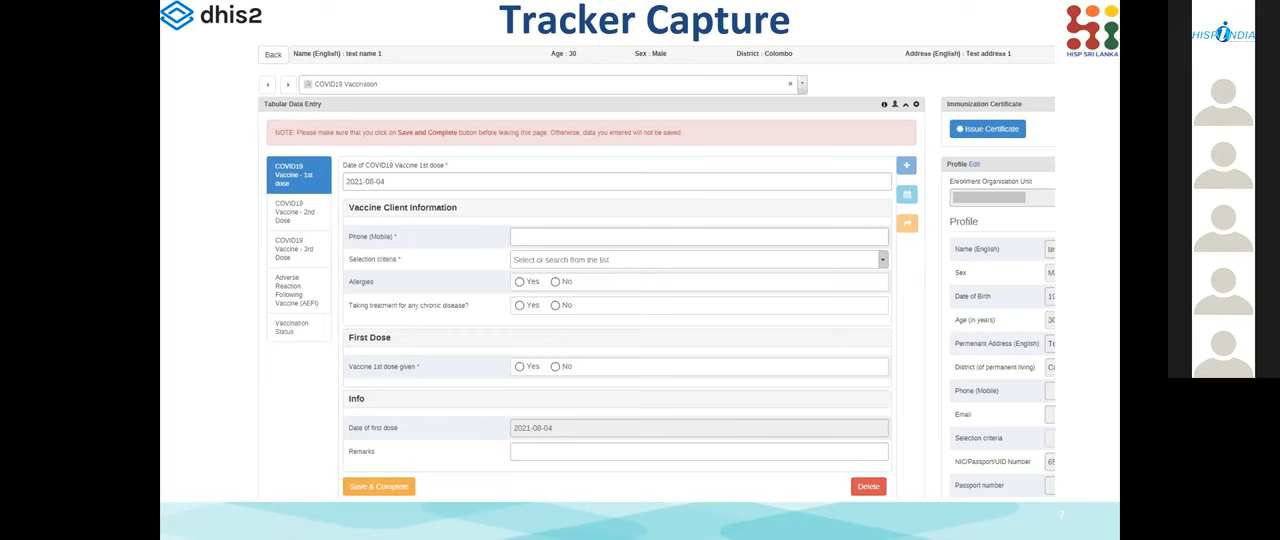 dhis2
Tracker Capture
HISP SRI LANKA
HISP INDIA
Back
Name (English) : test name 1
Age : 30
Sex : Male
District : Colombo
Address (English) : Test address 1
COVID19 Vaccination
Tabular Data Entry
NOTE: Please make sure that you click on Save and Complete button before leaving this page. Otherwise, data you entered will not be saved.
COVID19
Vaccine - 1st
dose
COVID19
Vaccine - 2nd
Dose
COVID19
Vaccine - 3rd
Dose
Adverse
Reaction
Following
Vaccine (AEFI)
Vaccination
Status
Date of COVID19 Vaccine 1st dose *
2021-08-04
Vaccine Client Information
Phone (Mobile) *
Selection criteria *
Select or search from the list
Allergies
Yes No
Taking treatment for any chronic disease?
Yes No
First Dose
Vaccine 1st dose given *
Yes No
Info
Date of first dose
2021-08-04
Remarks
Save & Complete
Delete
Immunization Certificate
Issue Certificate
Profile Edit
Enrollment Organisation Unit
Profile
Name (English)
Sex
Date of Birth
Age (in years)
Permenant Address (English)
District (of permanent living)
Phone (Mobile)
Email
Selection criteria
NIC/Passport/UID Number
Passport number
7